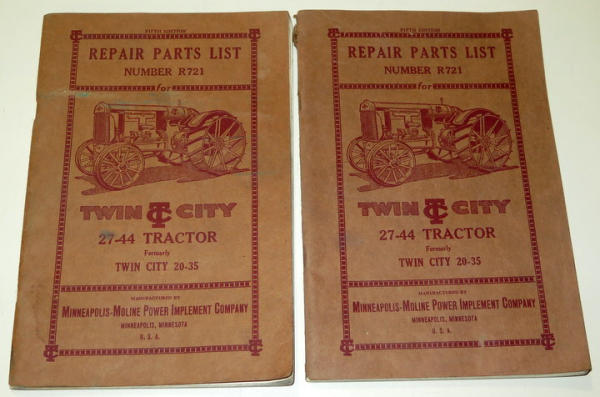 FIFTH EDITION
REPAIR PARTS LIST
NUMBER R721
for
TWIN TC CITY
27-44 TRACTOR
Formerly
TWIN CITY 20-35
MANUFACTURED BY
MINNEAPOLIS-MOLINE POWER IMPLEMENT COMPANY
MINNEAPOLIS, MINNESOTA
U. S. A.
FIFTH EDITION
REPAIR PARTS LIST
NUMBER R721
for
TWIN TC CITY
27-44 TRACTOR
Formerly
TWIN CITY 20-35
MANUFACTURED BY
MINNEAPOLIS-MOLINE POWER IMPLEMENT COMPANY
MINNEAPOLIS, MINNESOTA
U. S. A.